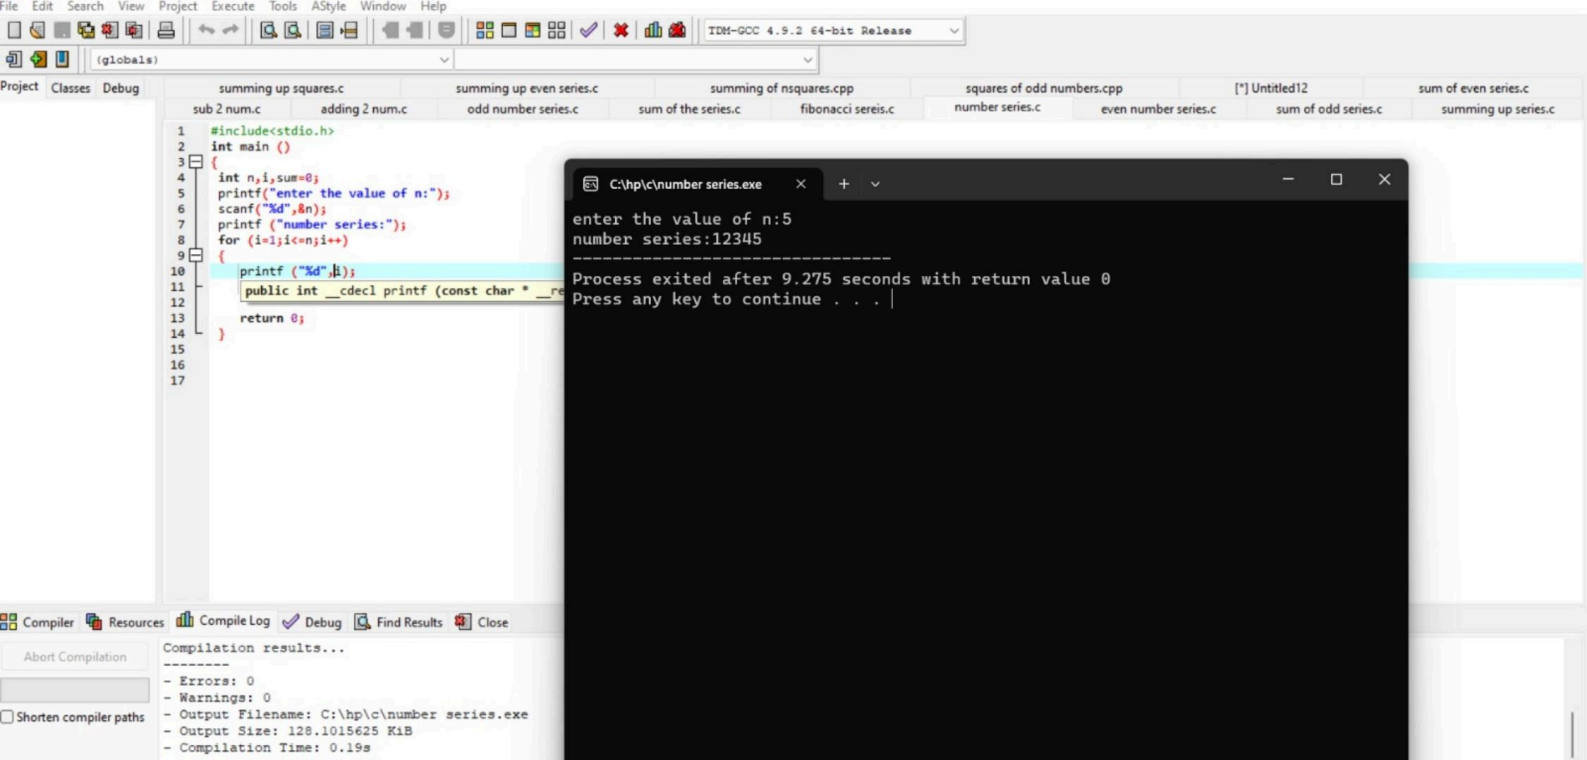 File Edit Search View Project Execute Tools AStyle Window Help
TDM-GCC 4.9.2 64-bit Release
(globals)
Project Classes Debug
summing up squares.c summing up even series.c summing of nsquares.cpp squares of odd numbers.cpp [*] Untitled12 sum of even series.c
sub 2 num.c adding 2 num.c odd number series.c sum of the series.c fibonacci sereis.c number series.c even number series.c sum of odd series.c summing up series.c
1 #include<stdio.h>
2 int main ()
3 {
4 int n,i,sum=0;
5 printf("enter the value of n:");
6 scanf("%d",&n);
7 printf ("number series:");
8 for (i=1;i<=n;i++)
9 {
10 printf ("%d",i);
11 public int __cdecl printf (const char * __re
12
13 return 0;
14 }
15
16
17
C:\hp\c\number series.exe
enter the value of n:5
number series:12345
--------------------------------
Process exited after 9.275 seconds with return value 0
Press any key to continue . . .
Compiler Resources Compile Log Debug Find Results Close
Abort Compilation
Shorten compiler paths
Compilation results...
--------
- Errors: 0
- Warnings: 0
- Output Filename: C:\hp\c\number series.exe
- Output Size: 128.1015625 KiB
- Compilation Time: 0.19s